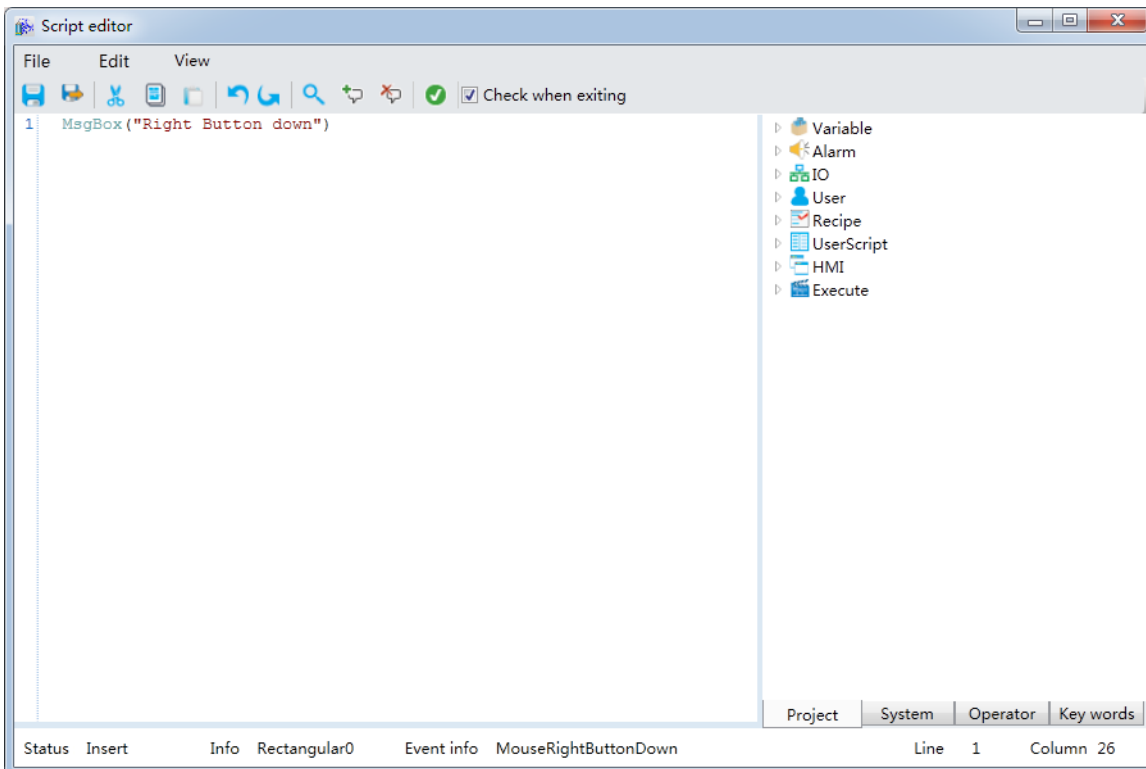 Script editor
File Edit View
Check when exiting
1 MsgBox("Right Button down")
Variable
Alarm
IO
User
Recipe
UserScript
HMI
Execute
Project System Operator Key words
Status Insert Info Rectangular0 Event info MouseRightButtonDown Line 1 Column 26